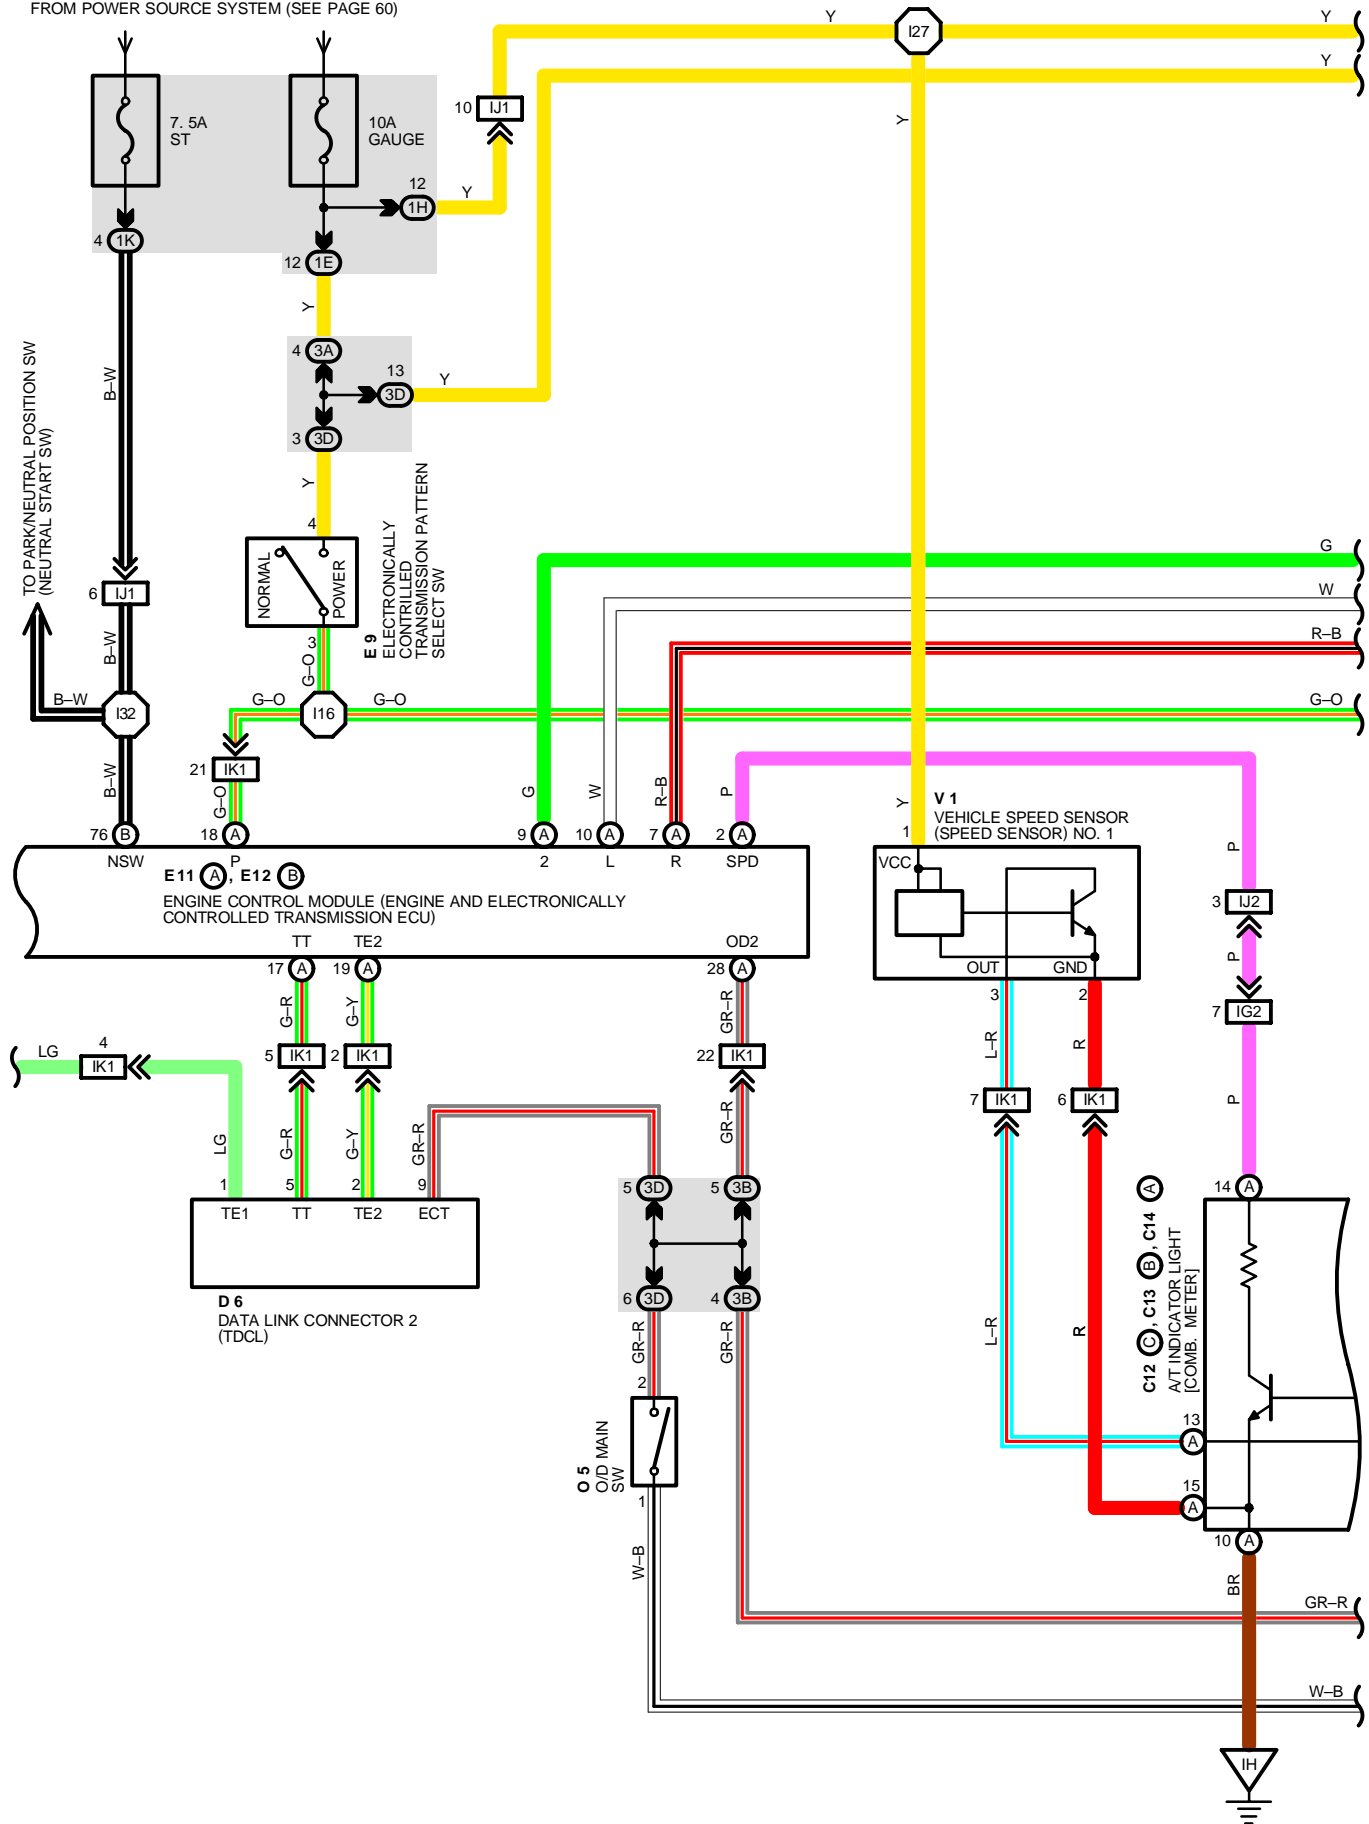 FROM POWER SOURCE SYSTEM (SEE PAGE 60)
Y
I27
Y
Y
7. 5A
ST
10A
GAUGE
10 IJ1
Y
12
1H
Y
4 1K
12 1E
Y
TO PARK/NEUTRAL POSITION SW
(NEUTRAL START SW)
B–W
4 3A
13
3D
Y
3 3D
Y
4
NORMAL
POWER
E 9
ELECTRONICALLY
CONTRILLED
TRANSMISSION PATTERN
SELECT SW
3
G–O
G
W
R–B
6 IJ1
B–W
B–W
I32
G–O
I16
G–O
G–O
B–W
21 IK1
G–O
G
W
R–B
P
Y
76 B
18 A
9 A
10 A
7 A
2 A
1
NSW
P
2
L
R
SPD
V 1
VEHICLE SPEED SENSOR
(SPEED SENSOR) NO. 1
VCC
OUT
GND
E11 A , E12 B
ENGINE CONTROL MODULE (ENGINE AND ELECTRONICALLY
CONTROLLED TRANSMISSION ECU)
TT
TE2
OD2
17 A
19 A
28 A
3
2
P
3 IJ2
P
7 IG2
P
G–R
G–Y
GR–R
L–R
R
LG
4
IK1
5 IK1
2 IK1
22 IK1
7 IK1
6 IK1
LG
G–R
G–Y
GR–R
GR–R
1
5
2
9
TE1
TT
TE2
ECT
D 6
DATA LINK CONNECTOR 2
(TDCL)
5 3D
5 3B
6 3D
4 3B
GR–R
GR–R
L–R
R
14 A
C12 C , C13 B , C14 A
A/T INDICATOR LIGHT
[COMB. METER]
2
O 5
O/D MAIN
SW
1
W–B
13
A
15
A
10 A
BR
GR–R
W–B
IH